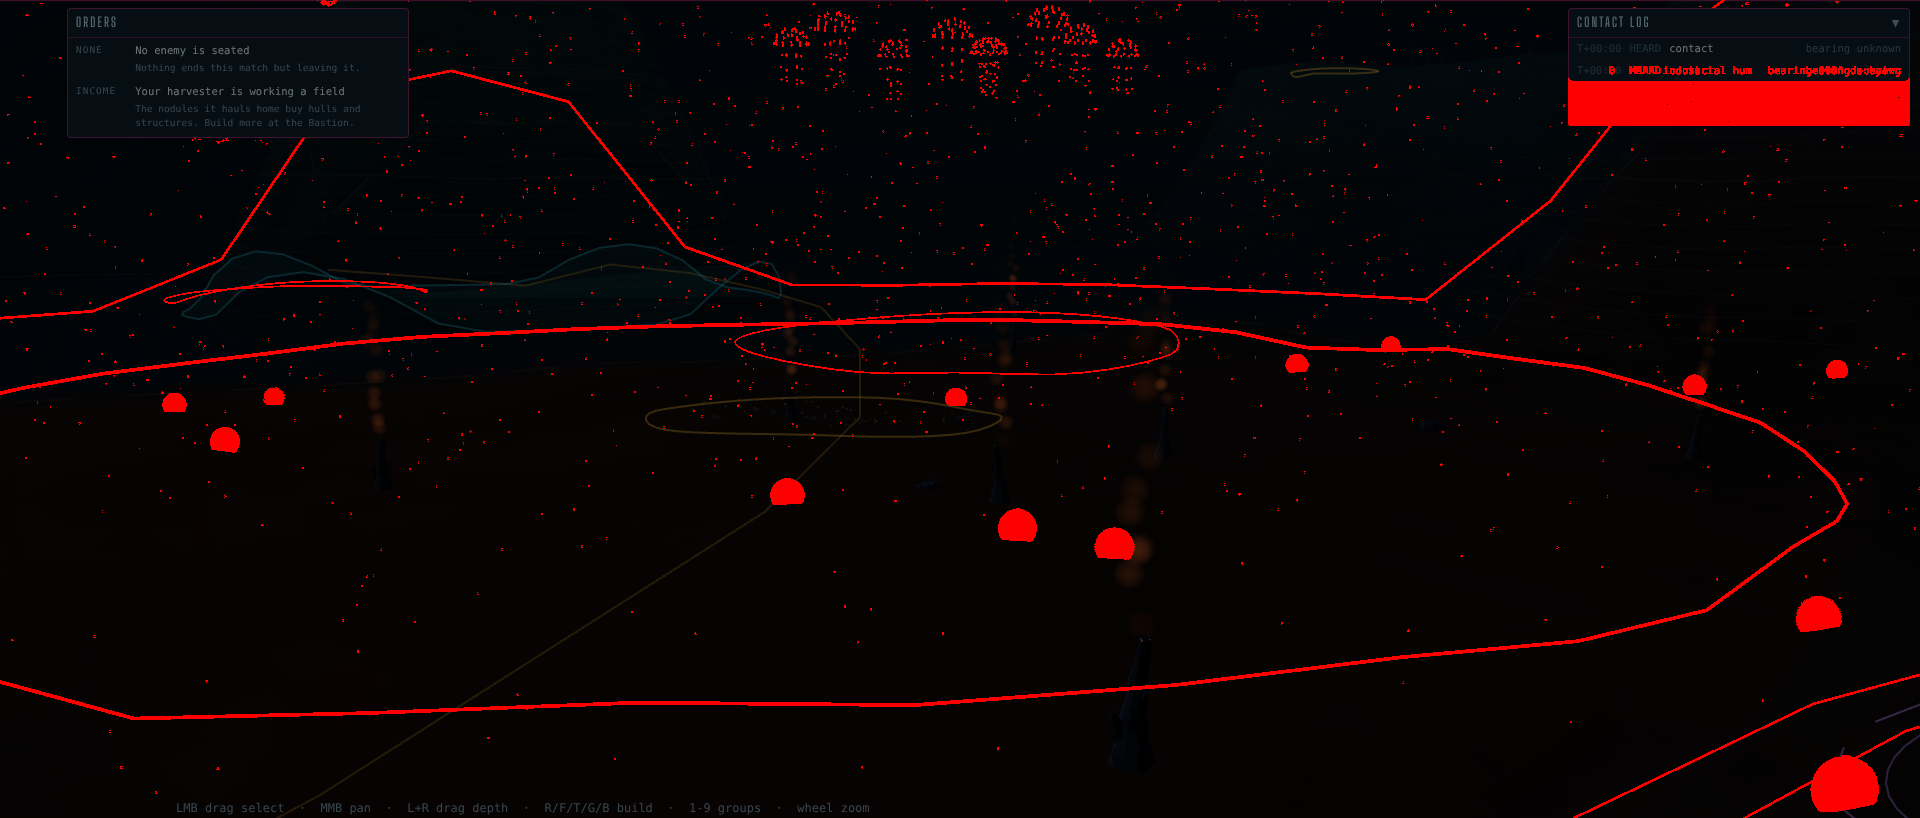 ORDERS
NONE No enemy is seated
Nothing ends this match but leaving it.
INCOME Your harvester is working a field
The nodules it hauls home buy hulls and
structures. Build more at the Bastion.
CONTACT LOG ▼
T+00:00 HEARD contact bearing unknown
hum
LMB drag select · MMB pan · L+R drag depth · R/F/T/G/B build · 1-9 groups · wheel zoom